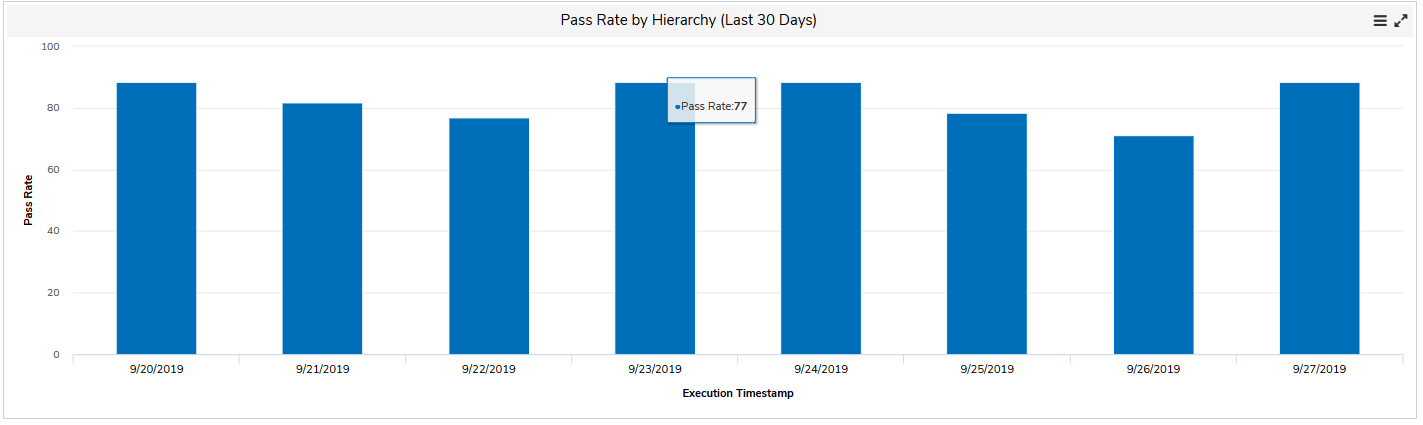 Pass Rate by Hierarchy (Last 30 Days)
100
80
60
40
20
0
Pass Rate
Pass Rate:77
9/20/2019 9/21/2019 9/22/2019 9/23/2019 9/24/2019 9/25/2019 9/26/2019 9/27/2019
Execution Timestamp